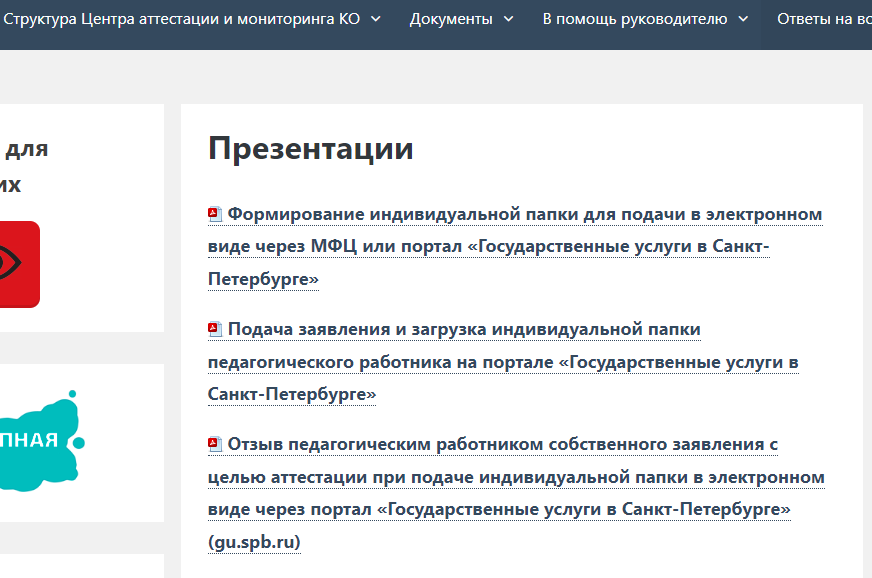 Структура Центра аттестации и мониторинга КО
Документы
В помощь руководителю
Ответы на
для
Презентации
Формирование индивидуальной папки для подачи в электронном
виде через МФЦ или портал «Государственные услуги в Санкт-
Петербурге»
Подача заявления и загрузка индивидуальной папки
педагогического работника на портале «Государственные услуги в
Санкт-Петербурге»
ПНАЯ
Отзыв педагогическим работником собственного заявления с
целью аттестации при подаче индивидуальной папки в электронном
виде через портал «Государственные услуги в Санкт-Петербурге»
(gu.spb.ru)